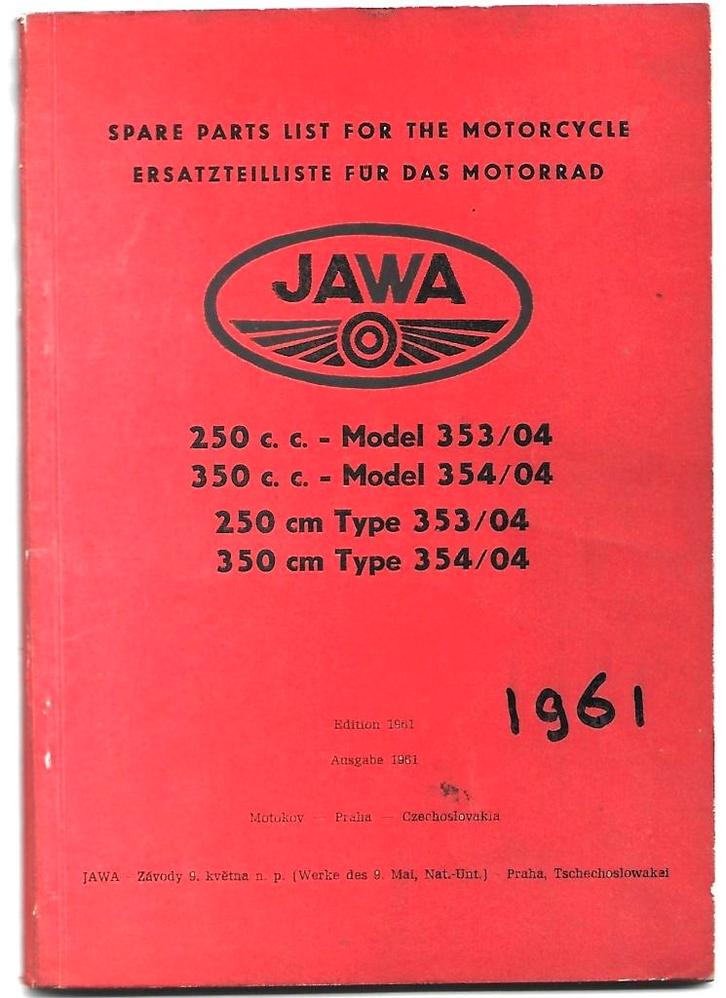 SPARE PARTS LIST FOR THE MOTORCYCLE
ERSATZTEILLISTE FÜR DAS MOTORRAD
JAWA
250 c. c. - Model 353/04
350 c. c. - Model 354/04
250 cm Type 353/04
350 cm Type 354/04
1961
Edition 1961
Ausgabe 1961
Motokov — Praha — Czechoslovakia
JAWA - Závody 9. května n. p. (Werke des 9. Mai, Nat.-Unt.) - Praha, Tschechoslowakei